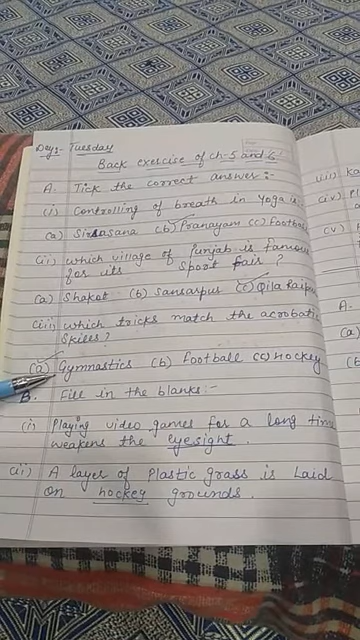 Day:- Tuesday
Back exercise of ch-5 and 6
A. Tick the correct answer:-
(i) Controlling of breath in Yoga is
(a) Sirsasana (b) Pranayam (c) Football
(ii) which village of Punjab is famous
for its Sport fair?
(a) Shakot (b) Sansarpur (c) Qila Raipur
(iii) which tricks match the acrobatic
Skills?
(a) Gymnastics (b) Football (c) Hockey
B. Fill in the blanks:-
(i) Playing video games for a long time
weakens the eyesight.
(ii) A layer of Plastic grass is Laid
on hockey grounds.
(iv)
(v)
A.
(a)